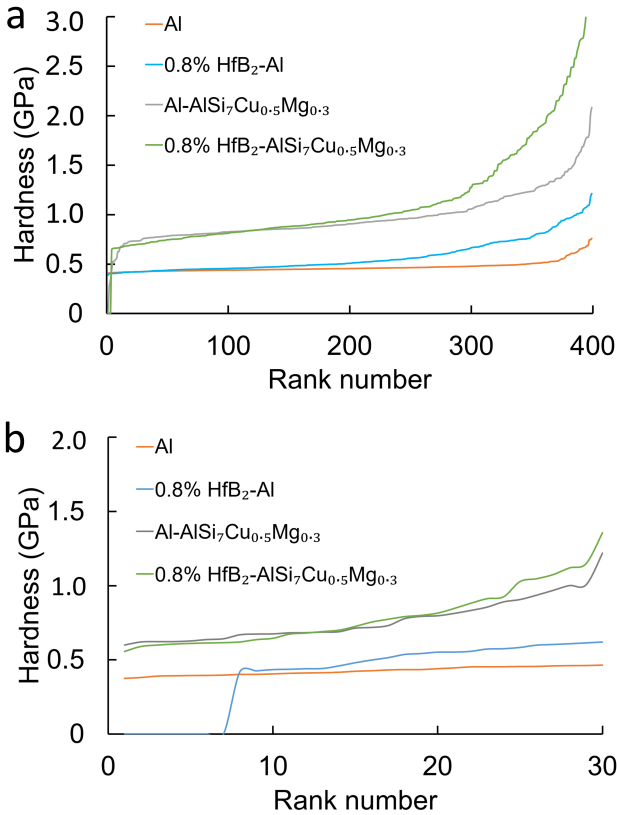 a
Al
0.8% HfB₂-Al
Al-AlSi₇Cu₀.₅Mg₀.₃
0.8% HfB₂-AlSi₇Cu₀.₅Mg₀.₃
Hardness (GPa)
3.0
2.5
2.0
1.5
1.0
0.5
0
0 100 200 300 400
Rank number
b
Al
0.8% HfB₂-Al
Al-AlSi₇Cu₀.₅Mg₀.₃
0.8% HfB₂-AlSi₇Cu₀.₅Mg₀.₃
Hardness (GPa)
2.0
1.5
1.0
0.5
0
10 20 30
Rank number